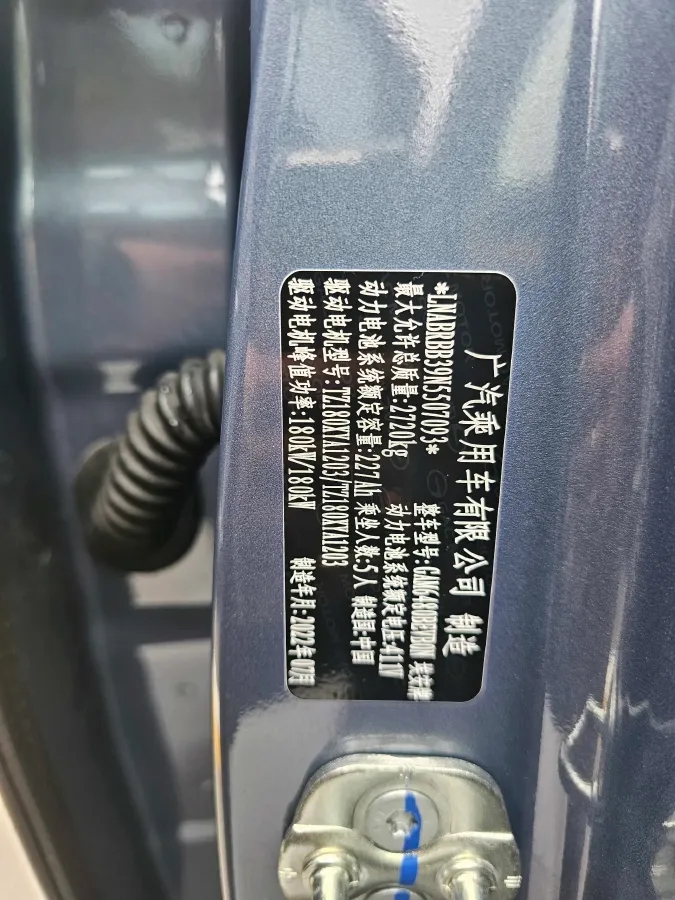 广汽乘用车有限公司 制造
*LNABKBB39N5507093* 整车型号: 埃安牌
最大允许总质量:2720kg 动力电池系统额定电压:411V
动力电池系统额定容量:227Ah 乘坐人数:5人 制造国:中国
驱动电机型号:TZ180XYA1203/TZ180XYA1203
驱动电机峰值功率:180kW/180kW 制造年月:2022年07月